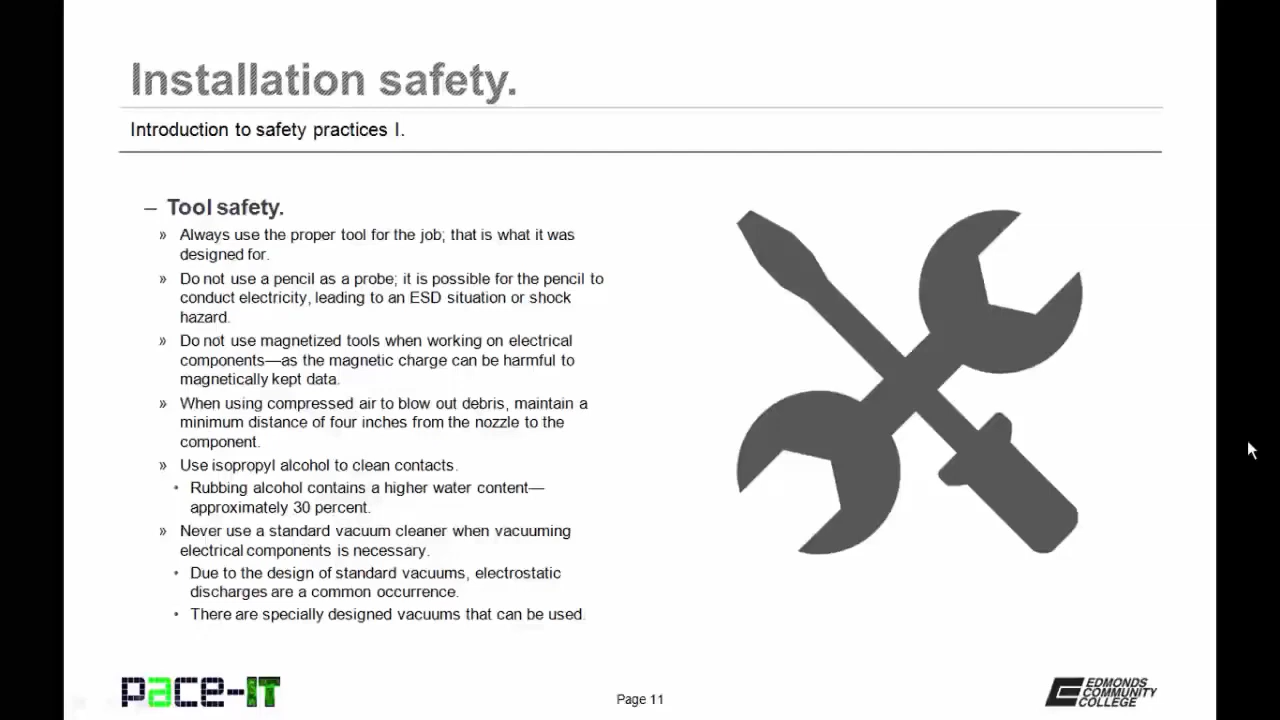 Installation safety.
Introduction to safety practices I.
– Tool safety.
» Always use the proper tool for the job; that is what it was
designed for.
» Do not use a pencil as a probe; it is possible for the pencil to
conduct electricity, leading to an ESD situation or shock
hazard.
» Do not use magnetized tools when working on electrical
components—as the magnetic charge can be harmful to
magnetically kept data.
» When using compressed air to blow out debris, maintain a
minimum distance of four inches from the nozzle to the
component.
» Use isopropyl alcohol to clean contacts.
• Rubbing alcohol contains a higher water content—
approximately 30 percent.
» Never use a standard vacuum cleaner when vacuuming
electrical components is necessary.
• Due to the design of standard vacuums, electrostatic
discharges are a common occurrence.
• There are specially designed vacuums that can be used.
pace-IT
Page 11
EDMONDS
COMMUNITY
COLLEGE